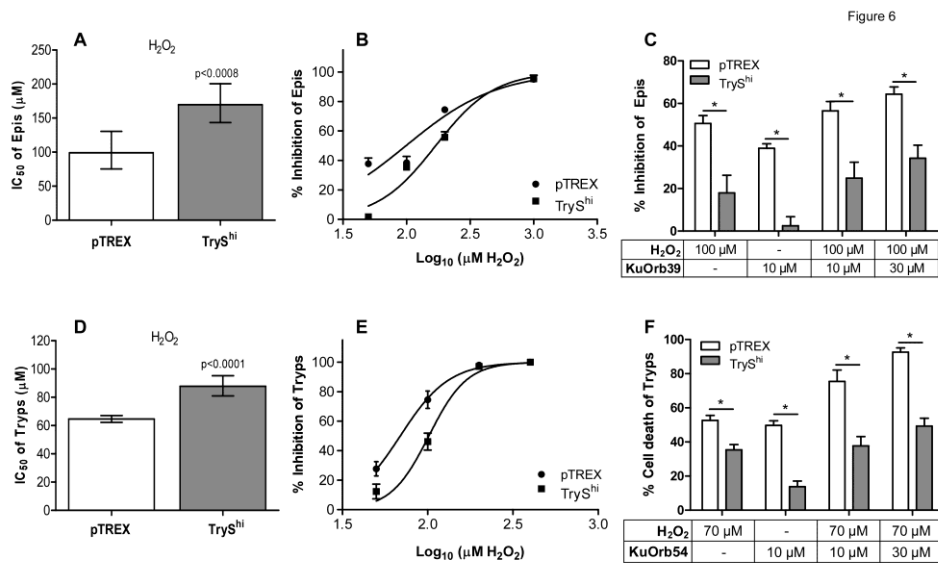 Figure 6
A
H₂O₂
IC₅₀ of Epis (µM)
250
200
150
100
50
0
p<0.0008
pTREX
TrySʰⁱ
B
% Inhibition of Epis
100
80
60
40
20
0
1.5
2.0
2.5
3.0
3.5
Log₁₀ (µM H₂O₂)
pTREX
TrySʰⁱ
C
% Inhibition of Epis
80
60
40
20
0
pTREX
TrySʰⁱ
* * * *
H₂O₂ 100 µM - 100 µM 100 µM
KuOrb39 - 10 µM 10 µM 30 µM
D
H₂O₂
IC₅₀ of Tryps (µM)
120
100
80
60
40
20
0
p<0.0001
pTREX
TrySʰⁱ
E
% Inhibition of Tryps
100
80
60
40
20
0
1.5
2.0
2.5
3.0
Log₁₀ (µM H₂O₂)
pTREX
TrySʰⁱ
F
% Cell death of Tryps
100
80
60
40
20
0
pTREX
TrySʰⁱ
* * * *
H₂O₂ 70 µM - 70 µM 70 µM
KuOrb54 - 10 µM 10 µM 30 µM